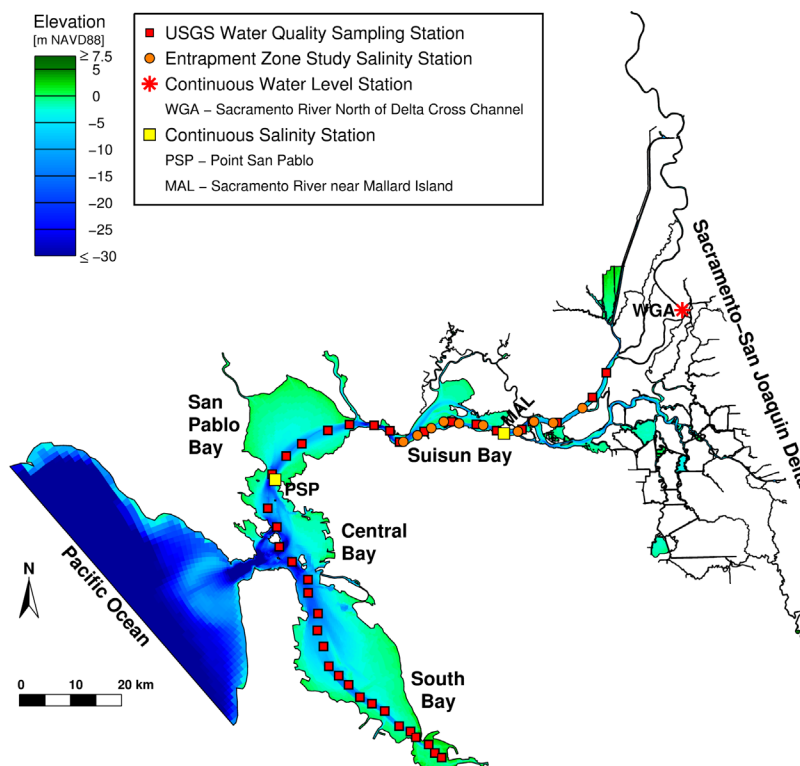 Elevation
[m NAVD88]
≥ 7.5
5
0
−5
−10
−15
−20
−25
≤ −30
USGS Water Quality Sampling Station
Entrapment Zone Study Salinity Station
Continuous Water Level Station
WGA − Sacramento River North of Delta Cross Channel
Continuous Salinity Station
PSP − Point San Pablo
MAL − Sacramento River near Mallard Island
Sacramento−San Joaquin Delta
WGA
San
Pablo
Bay
MAL
Suisun Bay
PSP
Central
Bay
Pacific Ocean
N
South
Bay
0 10 20 km